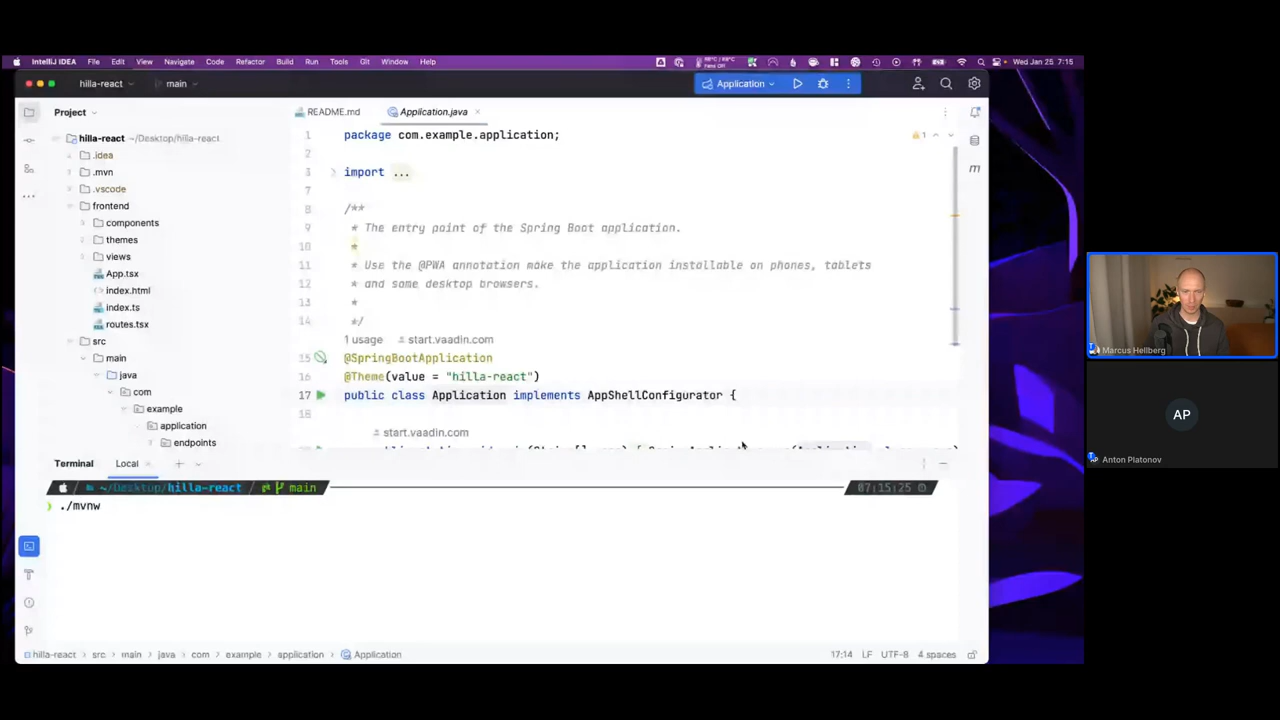 IntelliJ IDEA File Edit View Navigate Code Refactor Build Run Tools Git Window Help Wed Jan 25 7:15
hilla-react main Application
Project
README.md Application.java
hilla-react ~/Desktop/hilla-react
.idea
.mvn
.vscode
frontend
components
themes
views
App.tsx
index.html
index.ts
routes.tsx
src
main
java
com
example
application
endpoints
1 package com.example.application;
2
3 import ...
7
8 /**
9 * The entry point of the Spring Boot application.
10 *
11 * Use the @PWA annotation make the application installable on phones, tablets
12 * and some desktop browsers.
13 *
14 */
1 usage start.vaadin.com
15 @SpringBootApplication
16 @Theme(value = "hilla-react")
17 public class Application implements AppShellConfigurator {
18
start.vaadin.com
1
Terminal Local
~/Desktop/hilla-react main 07:15:25
./mvnw
hilla-react src main java com example application Application 17:14 LF UTF-8 4 spaces
Marcus Hellberg
AP
Anton Platonov